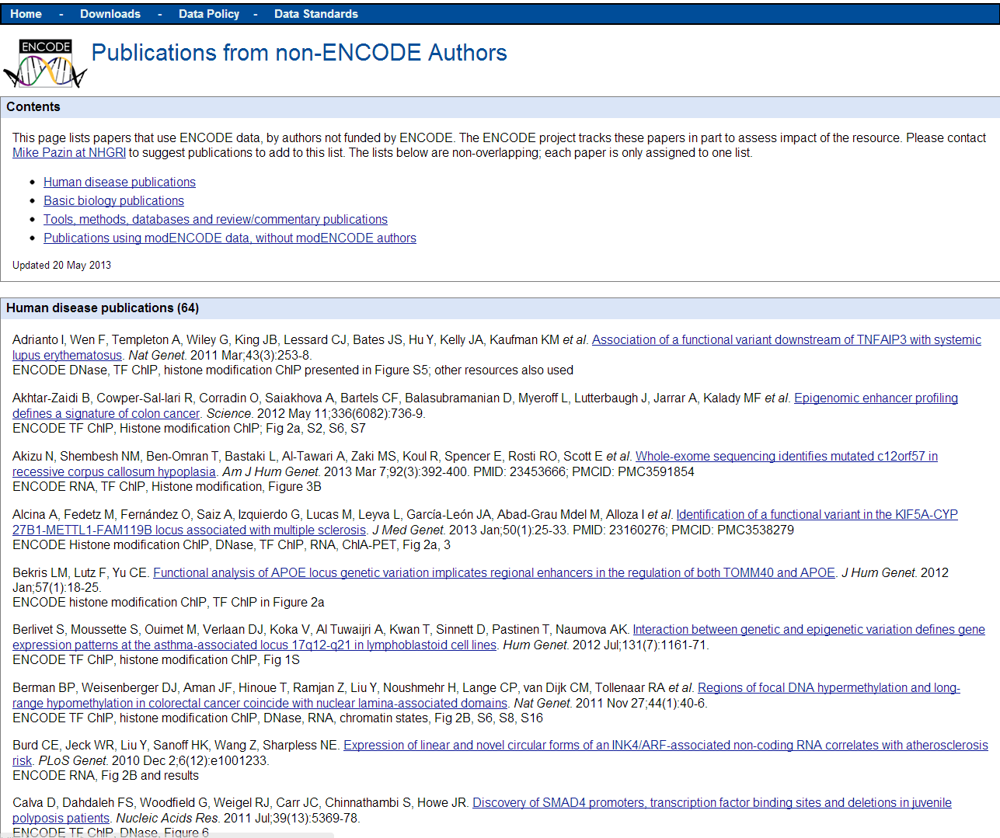 Home - Downloads - Data Policy - Data Standards
ENCODE
Publications from non-ENCODE Authors
Contents
This page lists papers that use ENCODE data, by authors not funded by ENCODE. The ENCODE project tracks these papers in part to assess impact of the resource. Please contact
Mike Pazin at NHGRI to suggest publications to add to this list. The lists below are non-overlapping; each paper is only assigned to one list.
• Human disease publications
• Basic biology publications
• Tools, methods, databases and review/commentary publications
• Publications using modENCODE data, without modENCODE authors
Updated 20 May 2013
Human disease publications (64)
Adrianto I, Wen F, Templeton A, Wiley G, King JB, Lessard CJ, Bates JS, Hu Y, Kelly JA, Kaufman KM et al. Association of a functional variant downstream of TNFAIP3 with systemic
lupus erythematosus. Nat Genet. 2011 Mar;43(3):253-8.
ENCODE DNase, TF ChIP, histone modification ChIP presented in Figure S5; other resources also used
Akhtar-Zaidi B, Cowper-Sal-lari R, Corradin O, Saiakhova A, Bartels CF, Balasubramanian D, Myeroff L, Lutterbaugh J, Jarrar A, Kalady MF et al. Epigenomic enhancer profiling
defines a signature of colon cancer. Science. 2012 May 11;336(6082):736-9.
ENCODE TF ChIP, Histone modification ChIP; Fig 2a, S2, S6, S7
Akizu N, Shembesh NM, Ben-Omran T, Bastaki L, Al-Tawari A, Zaki MS, Koul R, Spencer E, Rosti RO, Scott E et al. Whole-exome sequencing identifies mutated c12orf57 in
recessive corpus callosum hypoplasia. Am J Hum Genet. 2013 Mar 7;92(3):392-400. PMID: 23453666; PMCID: PMC3591854
ENCODE RNA, TF ChIP, Histone modification, Figure 3B
Alcina A, Fedetz M, Fernández O, Saiz A, Izquierdo G, Lucas M, Leyva L, García-León JA, Abad-Grau Mdel M, Alloza I et al. Identification of a functional variant in the KIF5A-CYP
27B1-METTL1-FAM119B locus associated with multiple sclerosis. J Med Genet. 2013 Jan;50(1):25-33. PMID: 23160276; PMCID: PMC3538279
ENCODE Histone modification ChIP, DNase, TF ChIP, RNA, ChIA-PET, Fig 2a, 3
Bekris LM, Lutz F, Yu CE. Functional analysis of APOE locus genetic variation implicates regional enhancers in the regulation of both TOMM40 and APOE. J Hum Genet. 2012
Jan;57(1):18-25.
ENCODE histone modification ChIP, TF ChIP in Figure 2a
Berlivet S, Moussette S, Ouimet M, Verlaan DJ, Koka V, Al Tuwaijri A, Kwan T, Sinnett D, Pastinen T, Naumova AK. Interaction between genetic and epigenetic variation defines gene
expression patterns at the asthma-associated locus 17q12-q21 in lymphoblastoid cell lines. Hum Genet. 2012 Jul;131(7):1161-71.
ENCODE TF ChIP, histone modification ChIP, Fig 1S
Berman BP, Weisenberger DJ, Aman JF, Hinoue T, Ramjan Z, Liu Y, Noushmehr H, Lange CP, van Dijk CM, Tollenaar RA et al. Regions of focal DNA hypermethylation and long-
range hypomethylation in colorectal cancer coincide with nuclear lamina-associated domains. Nat Genet. 2011 Nov 27;44(1):40-6.
ENCODE TF ChIP, histone modification ChIP, DNase, RNA, chromatin states, Fig 2B, S6, S8, S16
Burd CE, Jeck WR, Liu Y, Sanoff HK, Wang Z, Sharpless NE. Expression of linear and novel circular forms of an INK4/ARF-associated non-coding RNA correlates with atherosclerosis
risk. PLoS Genet. 2010 Dec 2;6(12):e1001233.
ENCODE RNA, Fig 2B and results
Calva D, Dahdaleh FS, Woodfield G, Weigel RJ, Carr JC, Chinnathambi S, Howe JR. Discovery of SMAD4 promoters, transcription factor binding sites and deletions in juvenile
polyposis patients. Nucleic Acids Res. 2011 Jul;39(13):5369-78.
ENCODE TF ChIP, DNase, Figure 6